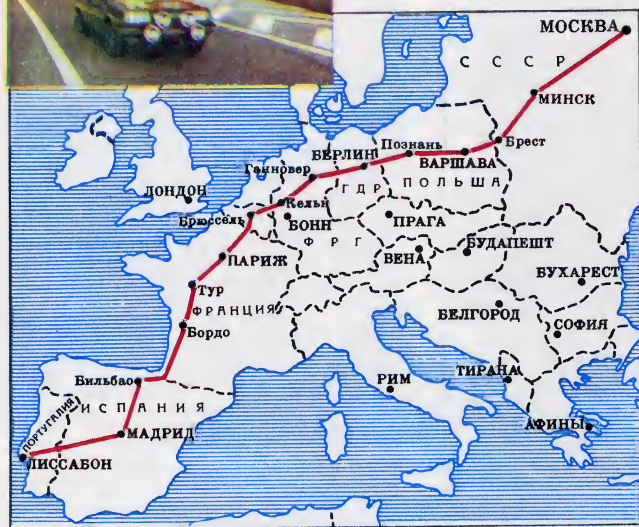 МОСКВА
С С С Р
МИНСК
Брест
Познань
ВАРШАВА
БЕРЛИН
Ганновер
ГДР
ПОЛЬША
ЛОНДОН
Кельн
Брюссель
БОНН
ПРАГА
Ф Р Г
ПАРИЖ
ВЕНА
БУДАПЕШТ
БУХАРЕСТ
Тур
ФРАНЦИЯ
БЕЛГОРОД
СОФИЯ
Бордо
Бильбао
РИМ
ТИРАНА
ПОРТУГАЛИЯ
ИСПАНИЯ
МАДРИД
АФИНЫ
ЛИССАБОН